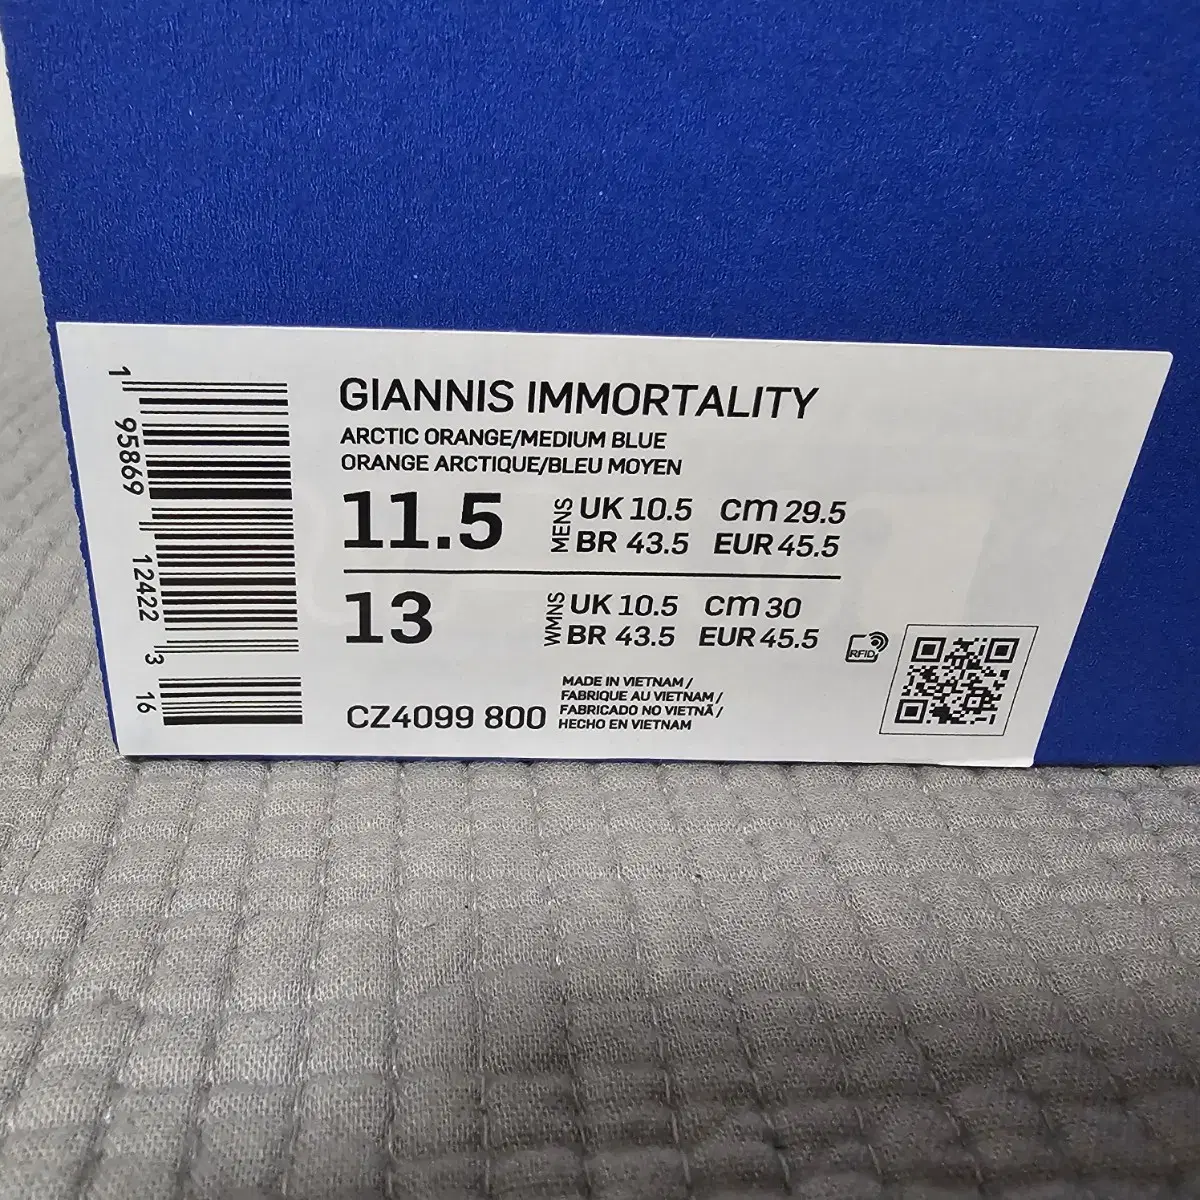 GIANNIS IMMORTALITY
ARCTIC ORANGE/MEDIUM BLUE
ORANGE ARCTIQUE/BLEU MOYEN
11.5
MENS
UK 10.5 cm 29.5
BR 43.5 EUR 45.5
13
WMNS
UK 10.5 cm 30
BR 43.5 EUR 45.5
RFID
CZ4099 800
MADE IN VIETNAM /
FABRIQUE AU VIETNAM /
FABRICADO NO VIETNÃ /
HECHO EN VIETNAM
1 95869 12422 3 16